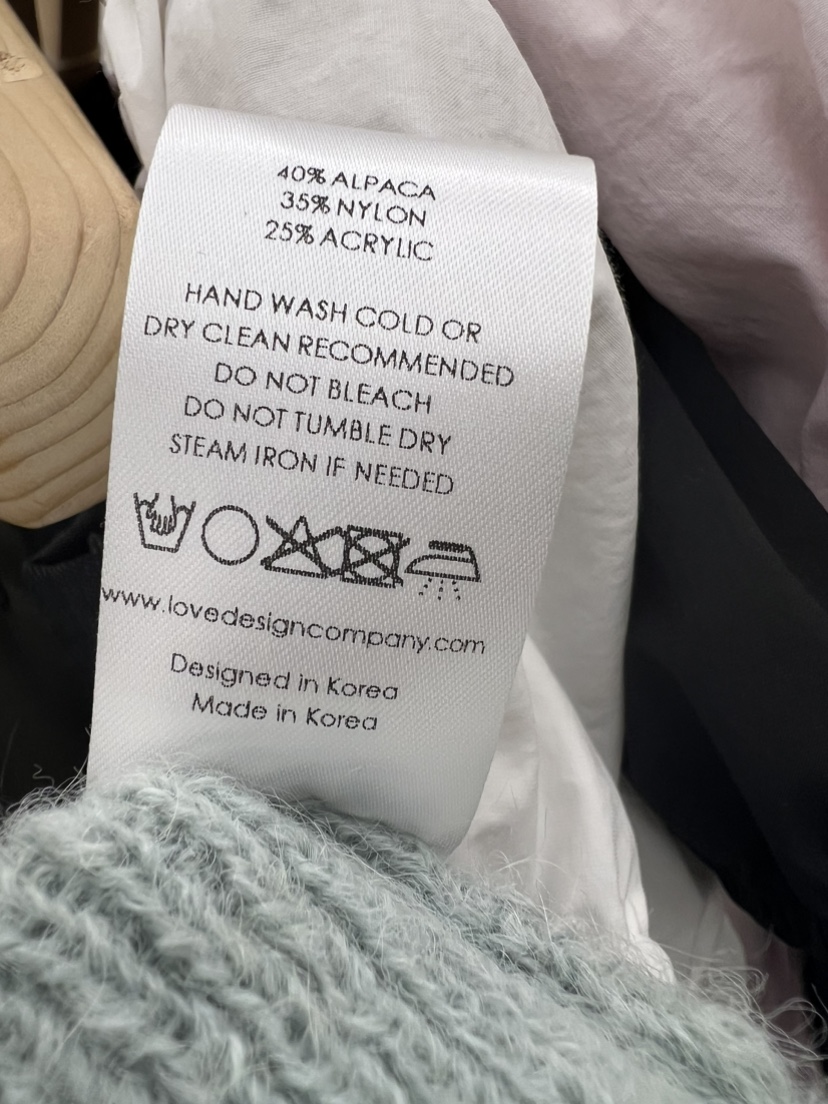 40% ALPACA
35% NYLON
25% ACRYLIC
HAND WASH COLD OR
DRY CLEAN RECOMMENDED
DO NOT BLEACH
DO NOT TUMBLE DRY
STEAM IRON IF NEEDED
www.lovedesigncompany.com
Designed in Korea
Made in Korea